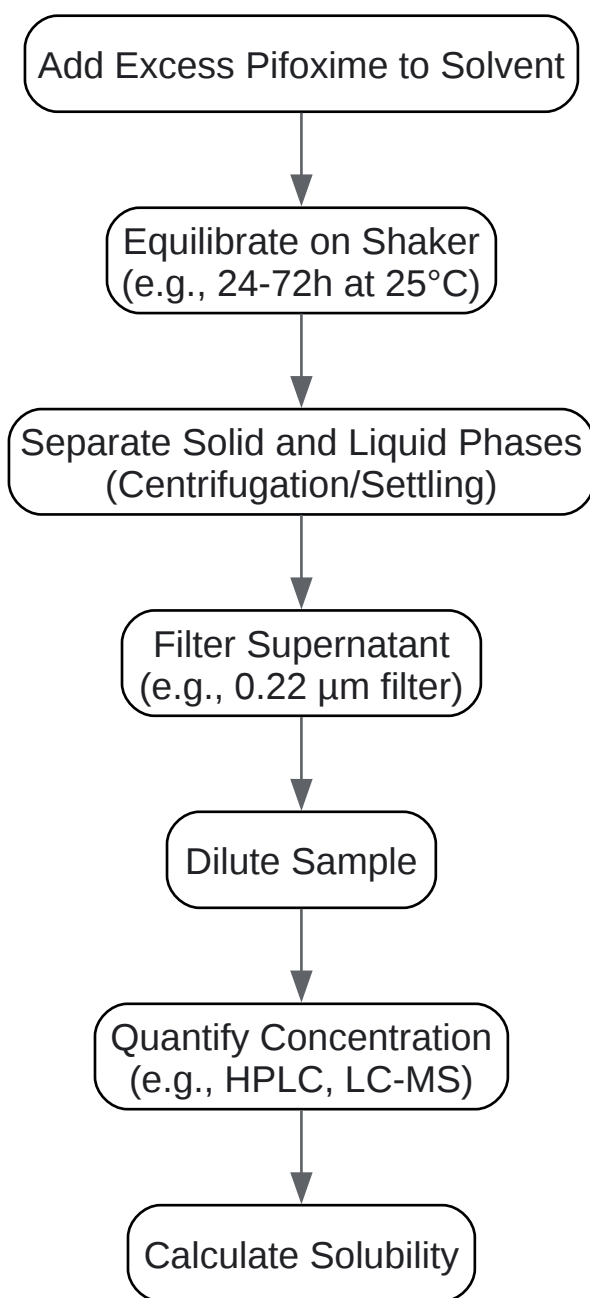 Add Excess Pifoxime to Solvent
Equilibrate on Shaker
(e.g., 24-72h at 25°C)
Separate Solid and Liquid Phases
(Centrifugation/Settling)
Filter Supernatant
(e.g., 0.22 µm filter)
Dilute Sample
Quantify Concentration
(e.g., HPLC, LC-MS)
Calculate Solubility